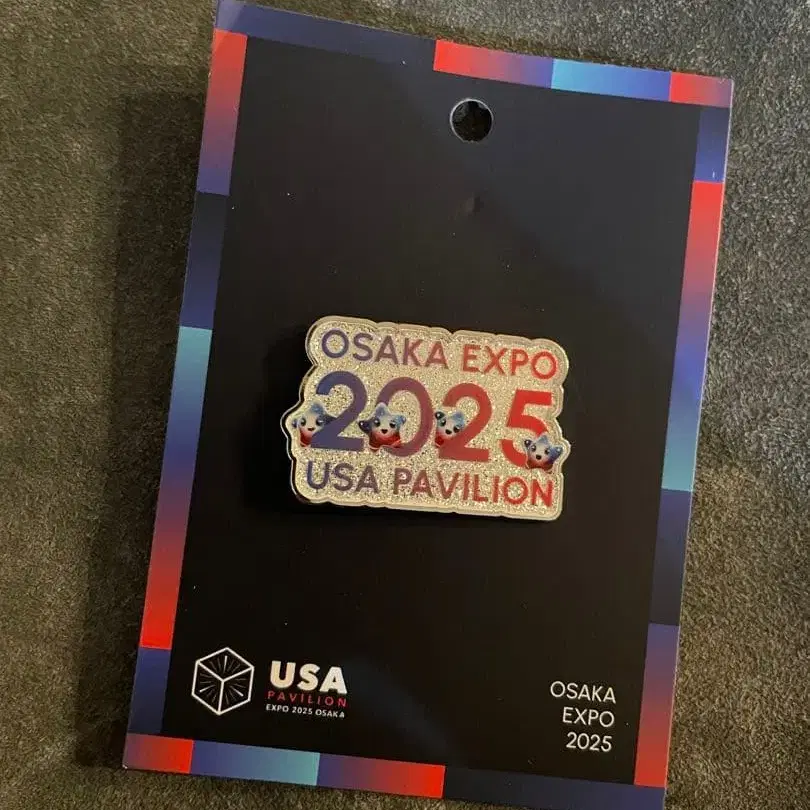 OSAKA EXPO
2025
USA PAVILION
USA
PAVILION
EXPO 2025 OSAKA
OSAKA
EXPO
2025